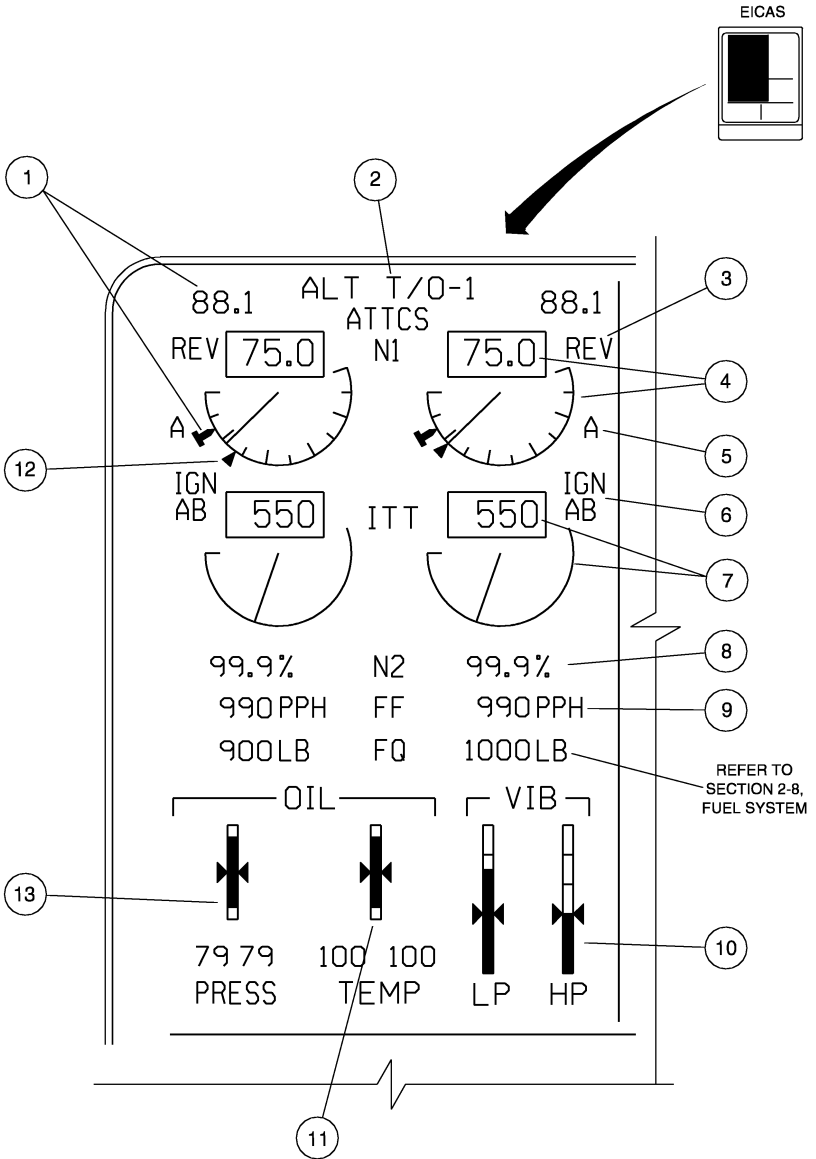 EICAS
1
2
ALT T/O-1
88.1 ATTCS 88.1
3
REV 75.0 N1 75.0 REV
4
A A
5
12
IGN IGN
AB 550 ITT 550 AB
6
7
99.9% N2 99.9%
8
990 PPH FF 990 PPH
9
900 LB FQ 1000 LB
REFER TO
SECTION 2-8,
FUEL SYSTEM
OIL VIB
13
10
79 79 100 100
PRESS TEMP LP HP
11